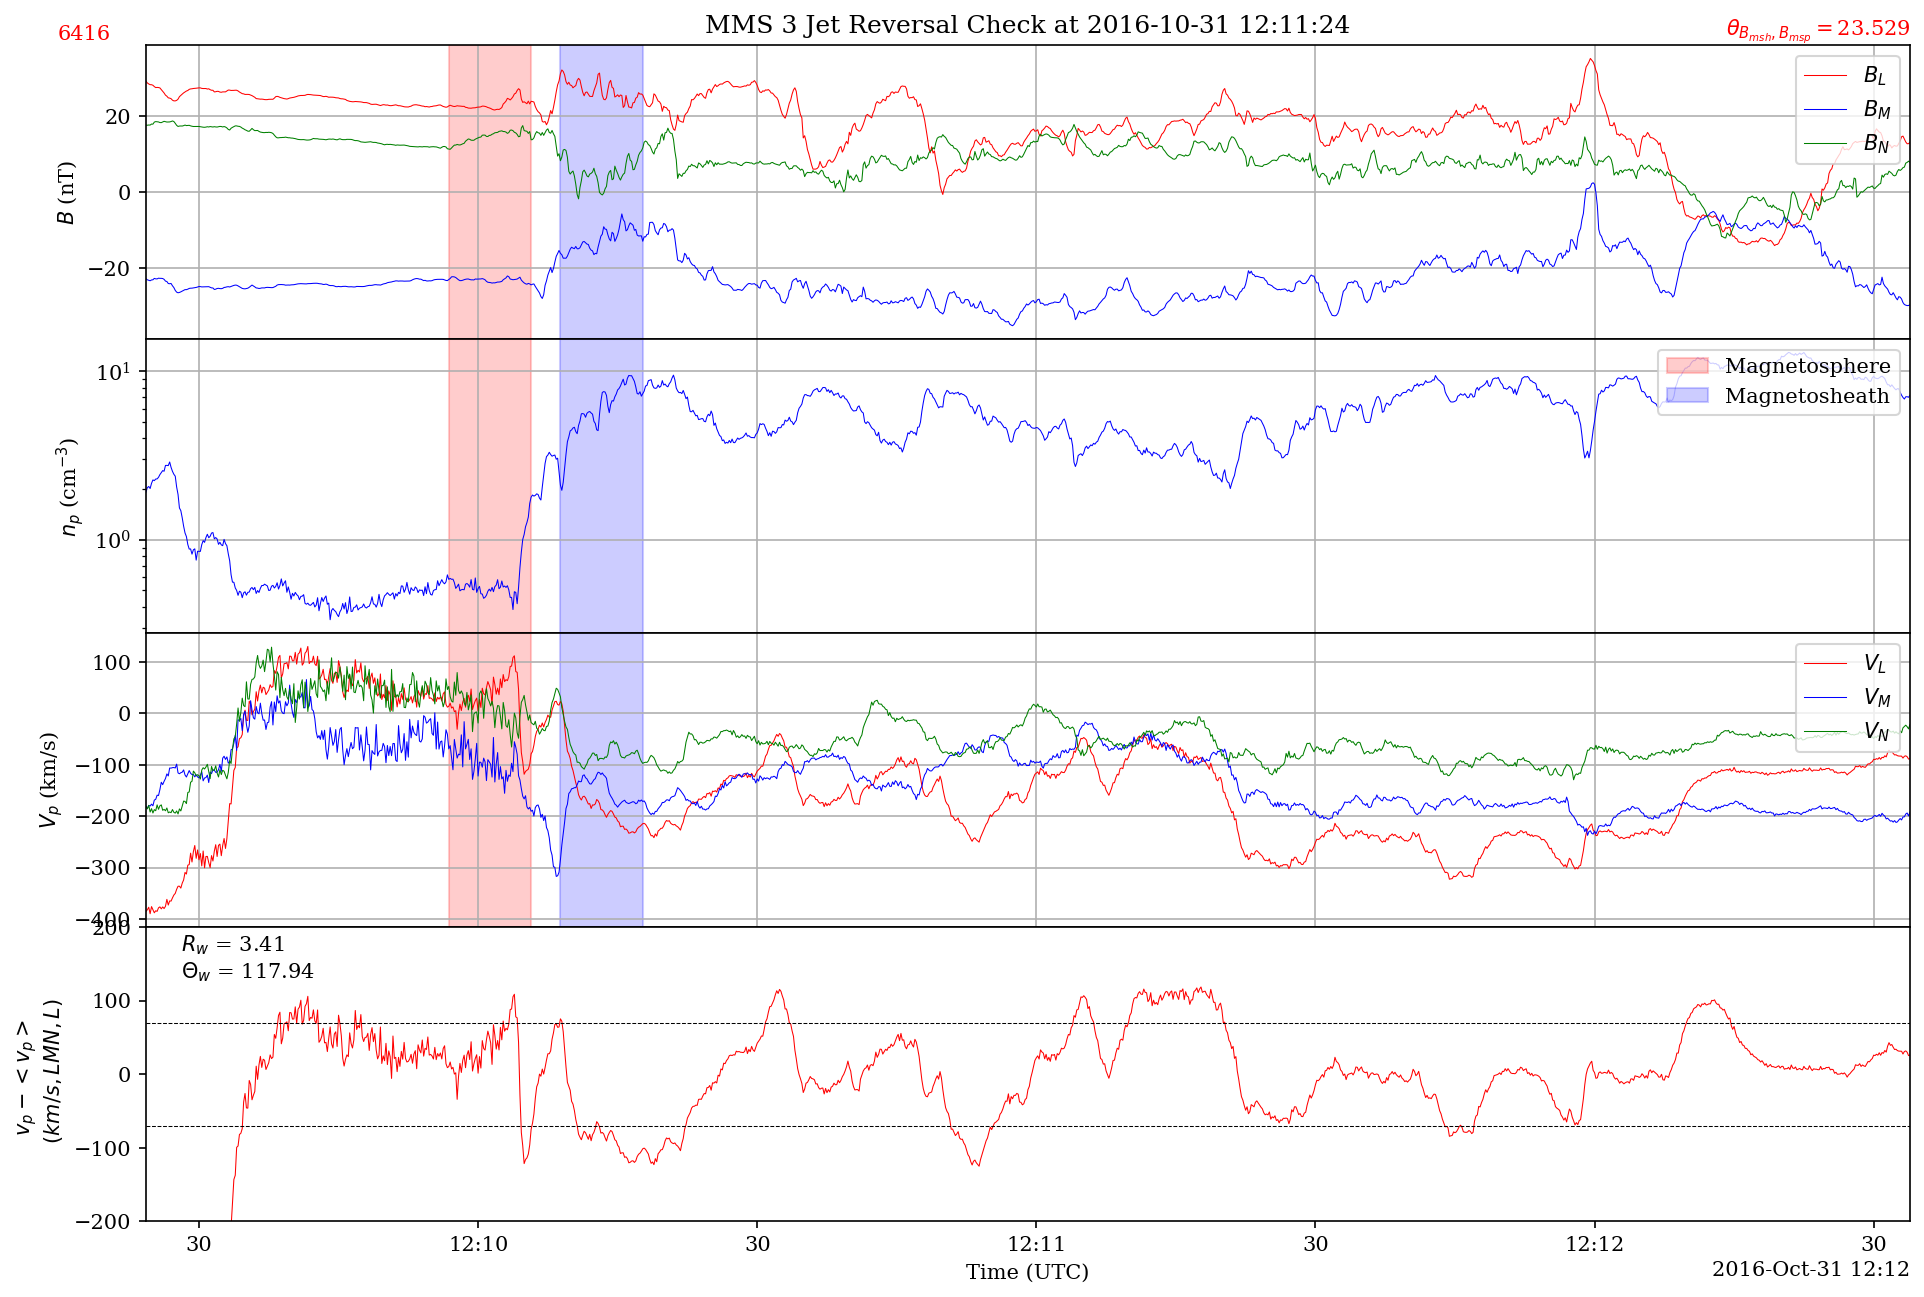 MMS 3 Jet Reversal Check at 2016-10-31 12:11:24
6416
θ_{B_{msh}, B_{msp}} = 23.529
B (nT)
20
0
−20
B_L
B_M
B_N
n_p (cm^{−3})
10^1
10^0
Magnetosphere
Magnetosheath
V_p (km/s)
100
0
−100
−200
−300
−400
V_L
V_M
V_N
v_p − < v_p >
(km/s, LMN, L)
200
100
0
−100
−200
R_w = 3.41
Θ_w = 117.94
30
12:10
30
12:11
30
12:12
30
Time (UTC)
2016-Oct-31 12:12